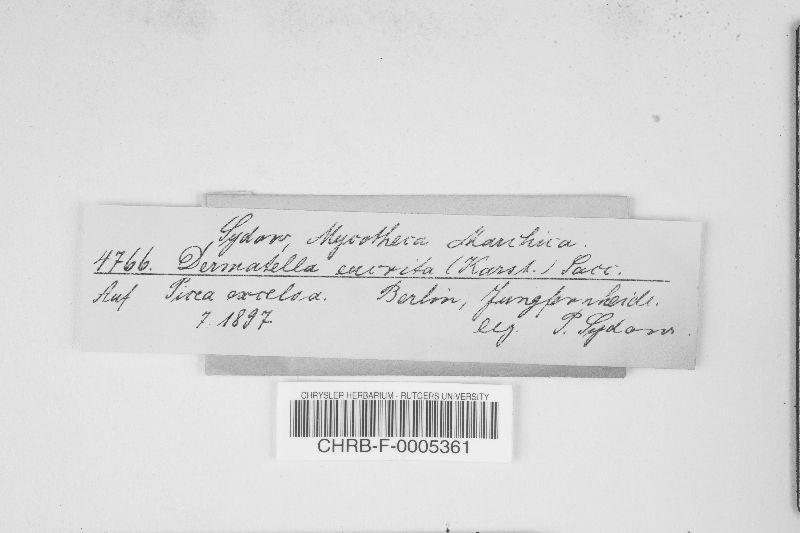 Sydow, Mycotheca Marchica.
4766. Dermatella eucrita (Karst.) Sacc.
Auf Picea excelsa. Berlin, Jungfernheide.
7. 1897 leg. P. Sydow.
CHRYSLER HERBARIUM - RUTGERS UNIVERSITY
CHRB-F-0005361